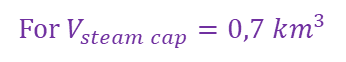 For V_steam cap = 0,7 km³